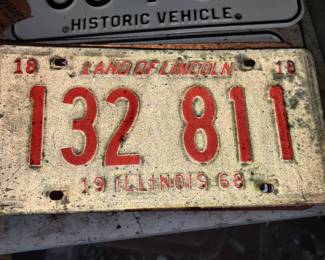 HISTORIC VEHICLE
18 LAND OF LINCOLN 18
132 811
19 ILLINOIS 68